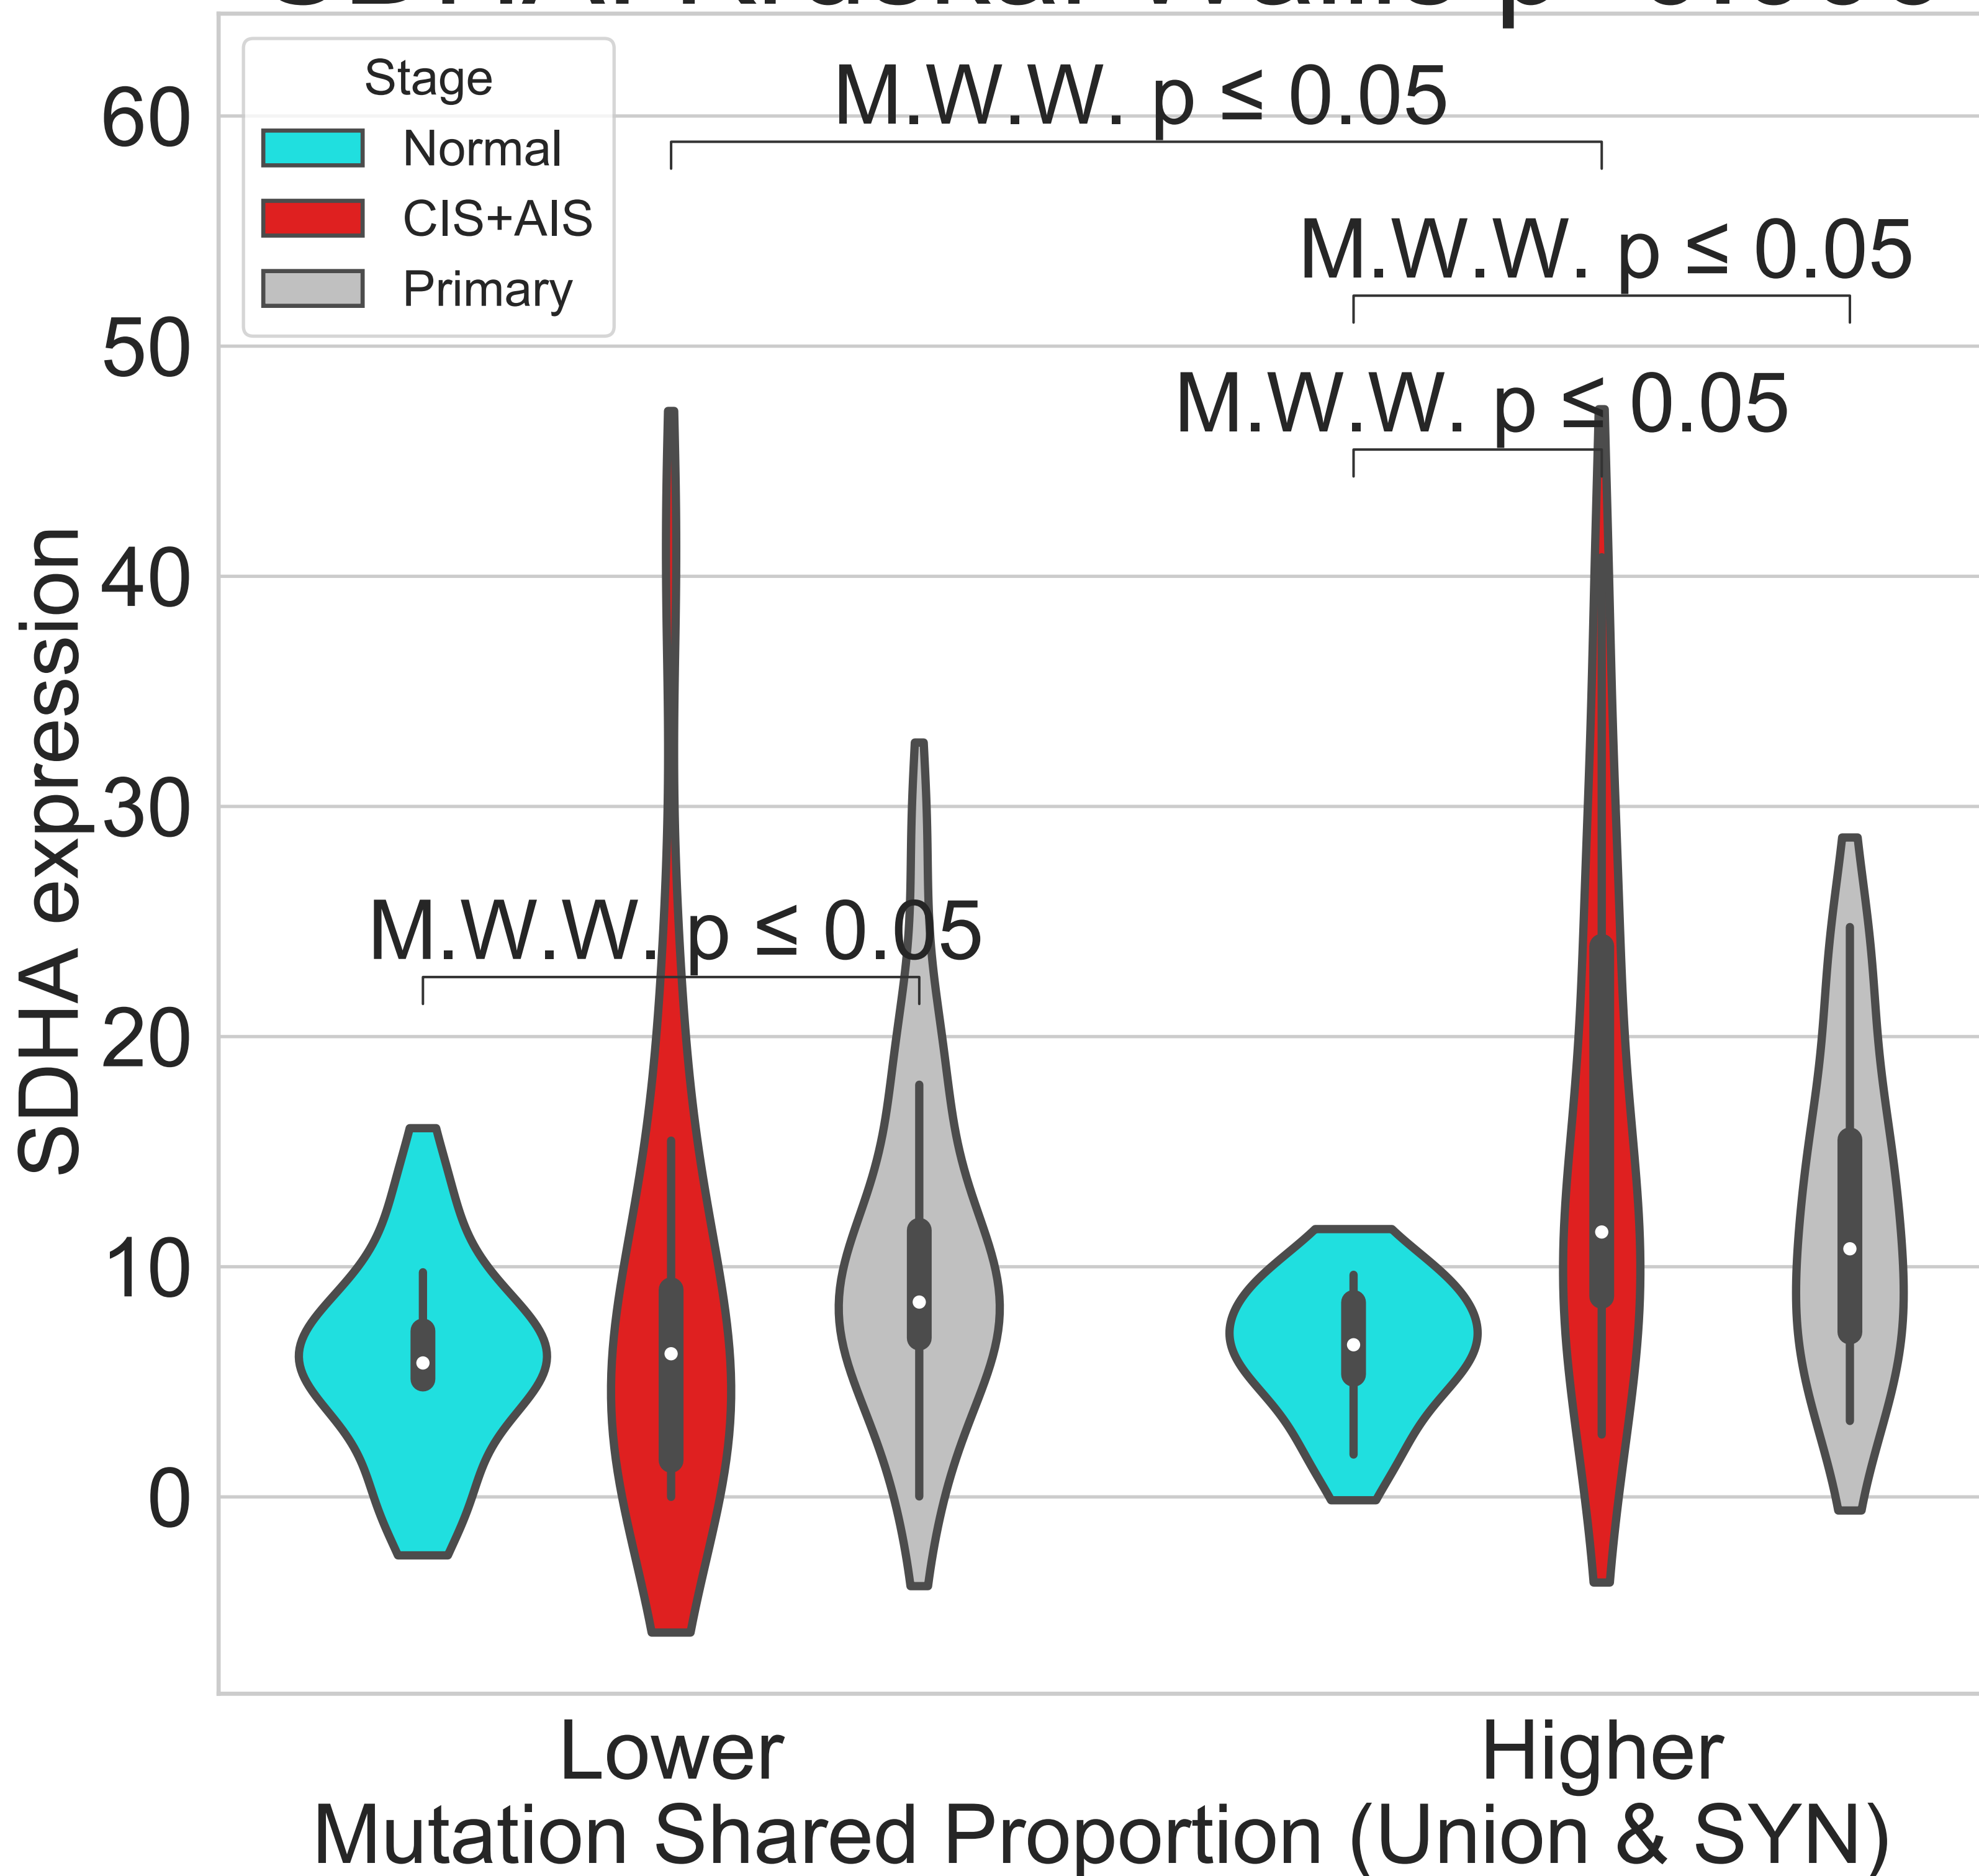 Stage
Normal
CIS+AIS
Primary
M.W.W. p ≤ 0.05
M.W.W. p ≤ 0.05
M.W.W. p ≤ 0.05
M.W.W. p ≤ 0.05
60
50
40
30
20
10
0
SDHA expression
Lower
Higher
Mutation Shared Proportion (Union & SYN)